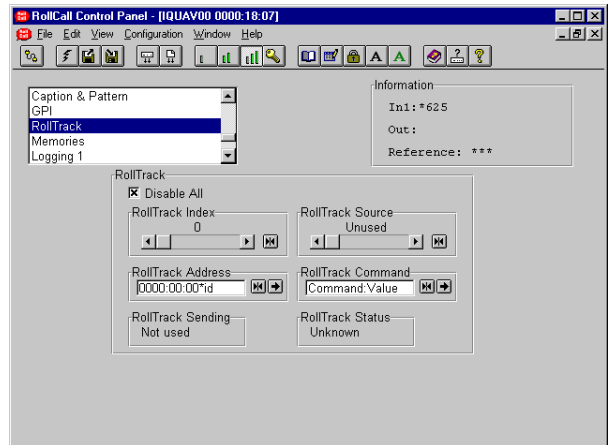 RollCall Control Panel - [IQUAV00 0000:18:07]
File Edit View Configuration Window Help
Caption & Pattern
GPI
RollTrack
Memories
Logging 1
Information
In1:*625
Out:
Reference: ***
RollTrack
Disable All
RollTrack Index
0
RollTrack Source
Unused
RollTrack Address
0000:00:00*id
RollTrack Command
Command:Value
RollTrack Sending
Not used
RollTrack Status
Unknown